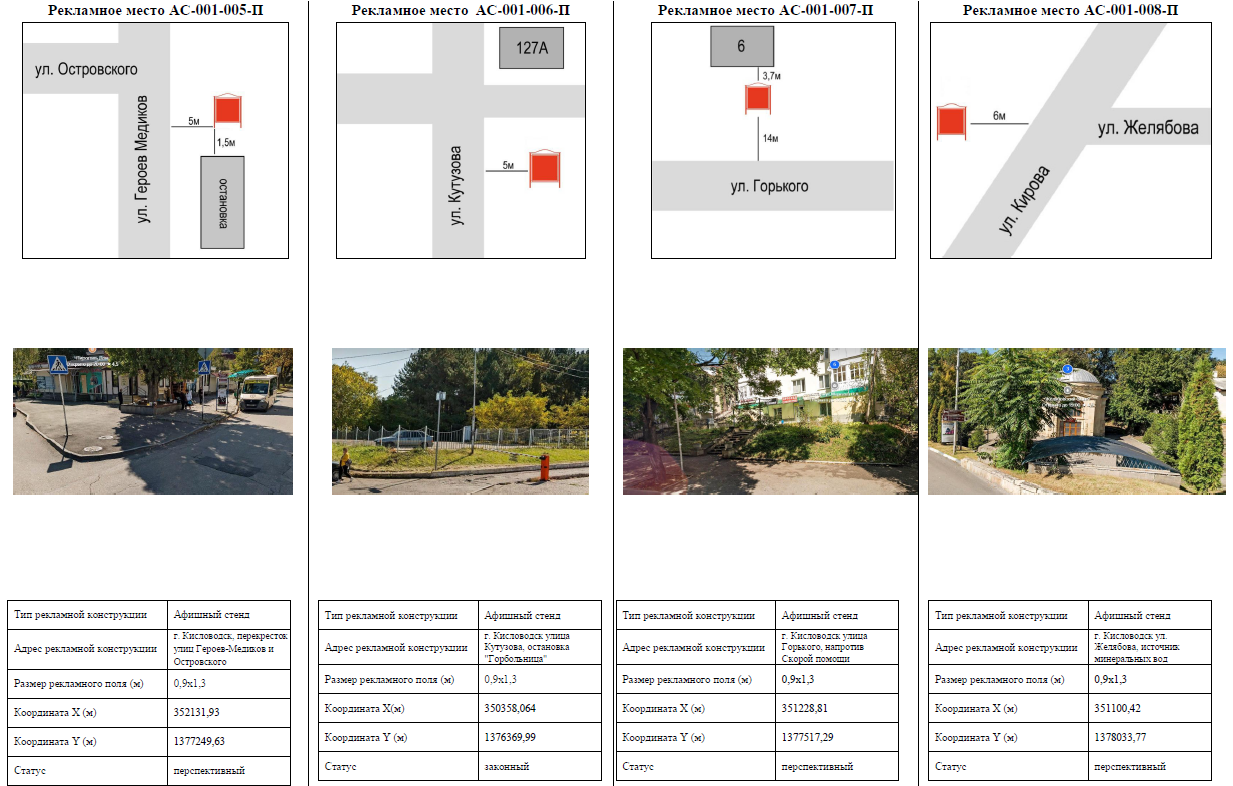 Рекламное место АС-001-005-П
ул. Островского
ул. Героев Медиков
5м
1,5м
остановка
Тип рекламной конструкции Афишный стенд
Адрес рекламной конструкции г. Кисловодск, перекресток
улиц Героев-Медиков и
Островского
Размер рекламного поля (м) 0,9х1,3
Координата X (м) 352131,93
Координата Y (м) 1377249,63
Статус перспективный
Рекламное место АС-001-006-П
127А
ул. Кутузова
5м
Тип рекламной конструкции Афишный стенд
Адрес рекламной конструкции г. Кисловодск улица
Кутузова, остановка
"Горбольница"
Размер рекламного поля (м) 0,9х1,3
Координата X(м) 350358,064
Координата Y (м) 1376369,99
Статус законный
Рекламное место АС-001-007-П
6
3,7м
14м
ул. Горького
Тип рекламной конструкции Афишный стенд
Адрес рекламной конструкции г. Кисловодск улица
Горького, напротив
Скорой помощи
Размер рекламного поля (м) 0,9х1,3
Координата X (м) 351228,81
Координата Y (м) 1377517,29
Статус перспективный
Рекламное место АС-001-008-П
6м
ул. Желябова
ул. Кирова
Тип рекламной конструкции Афишный стенд
Адрес рекламной конструкции г. Кисловодск ул.
Желябова, источник
минеральных вод
Размер рекламного поля (м) 0,9х1,3
Координата X (м) 351100,42
Координата Y (м) 1378033,77
Статус перспективный